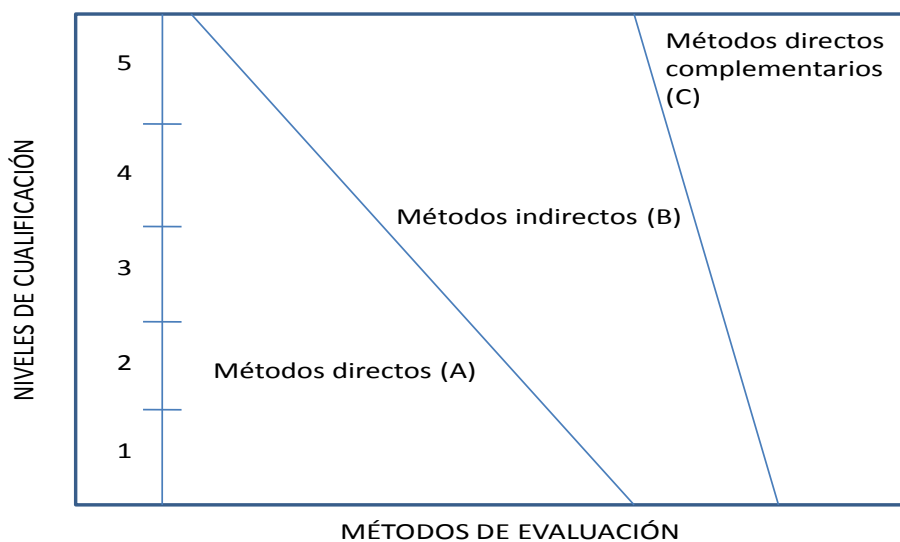 Métodos directos
complementarios
(C)
5
4
3
2
1
NIVELES DE CUALIFICACIÓN
Métodos indirectos (B)
Métodos directos (A)
MÉTODOS DE EVALUACIÓN